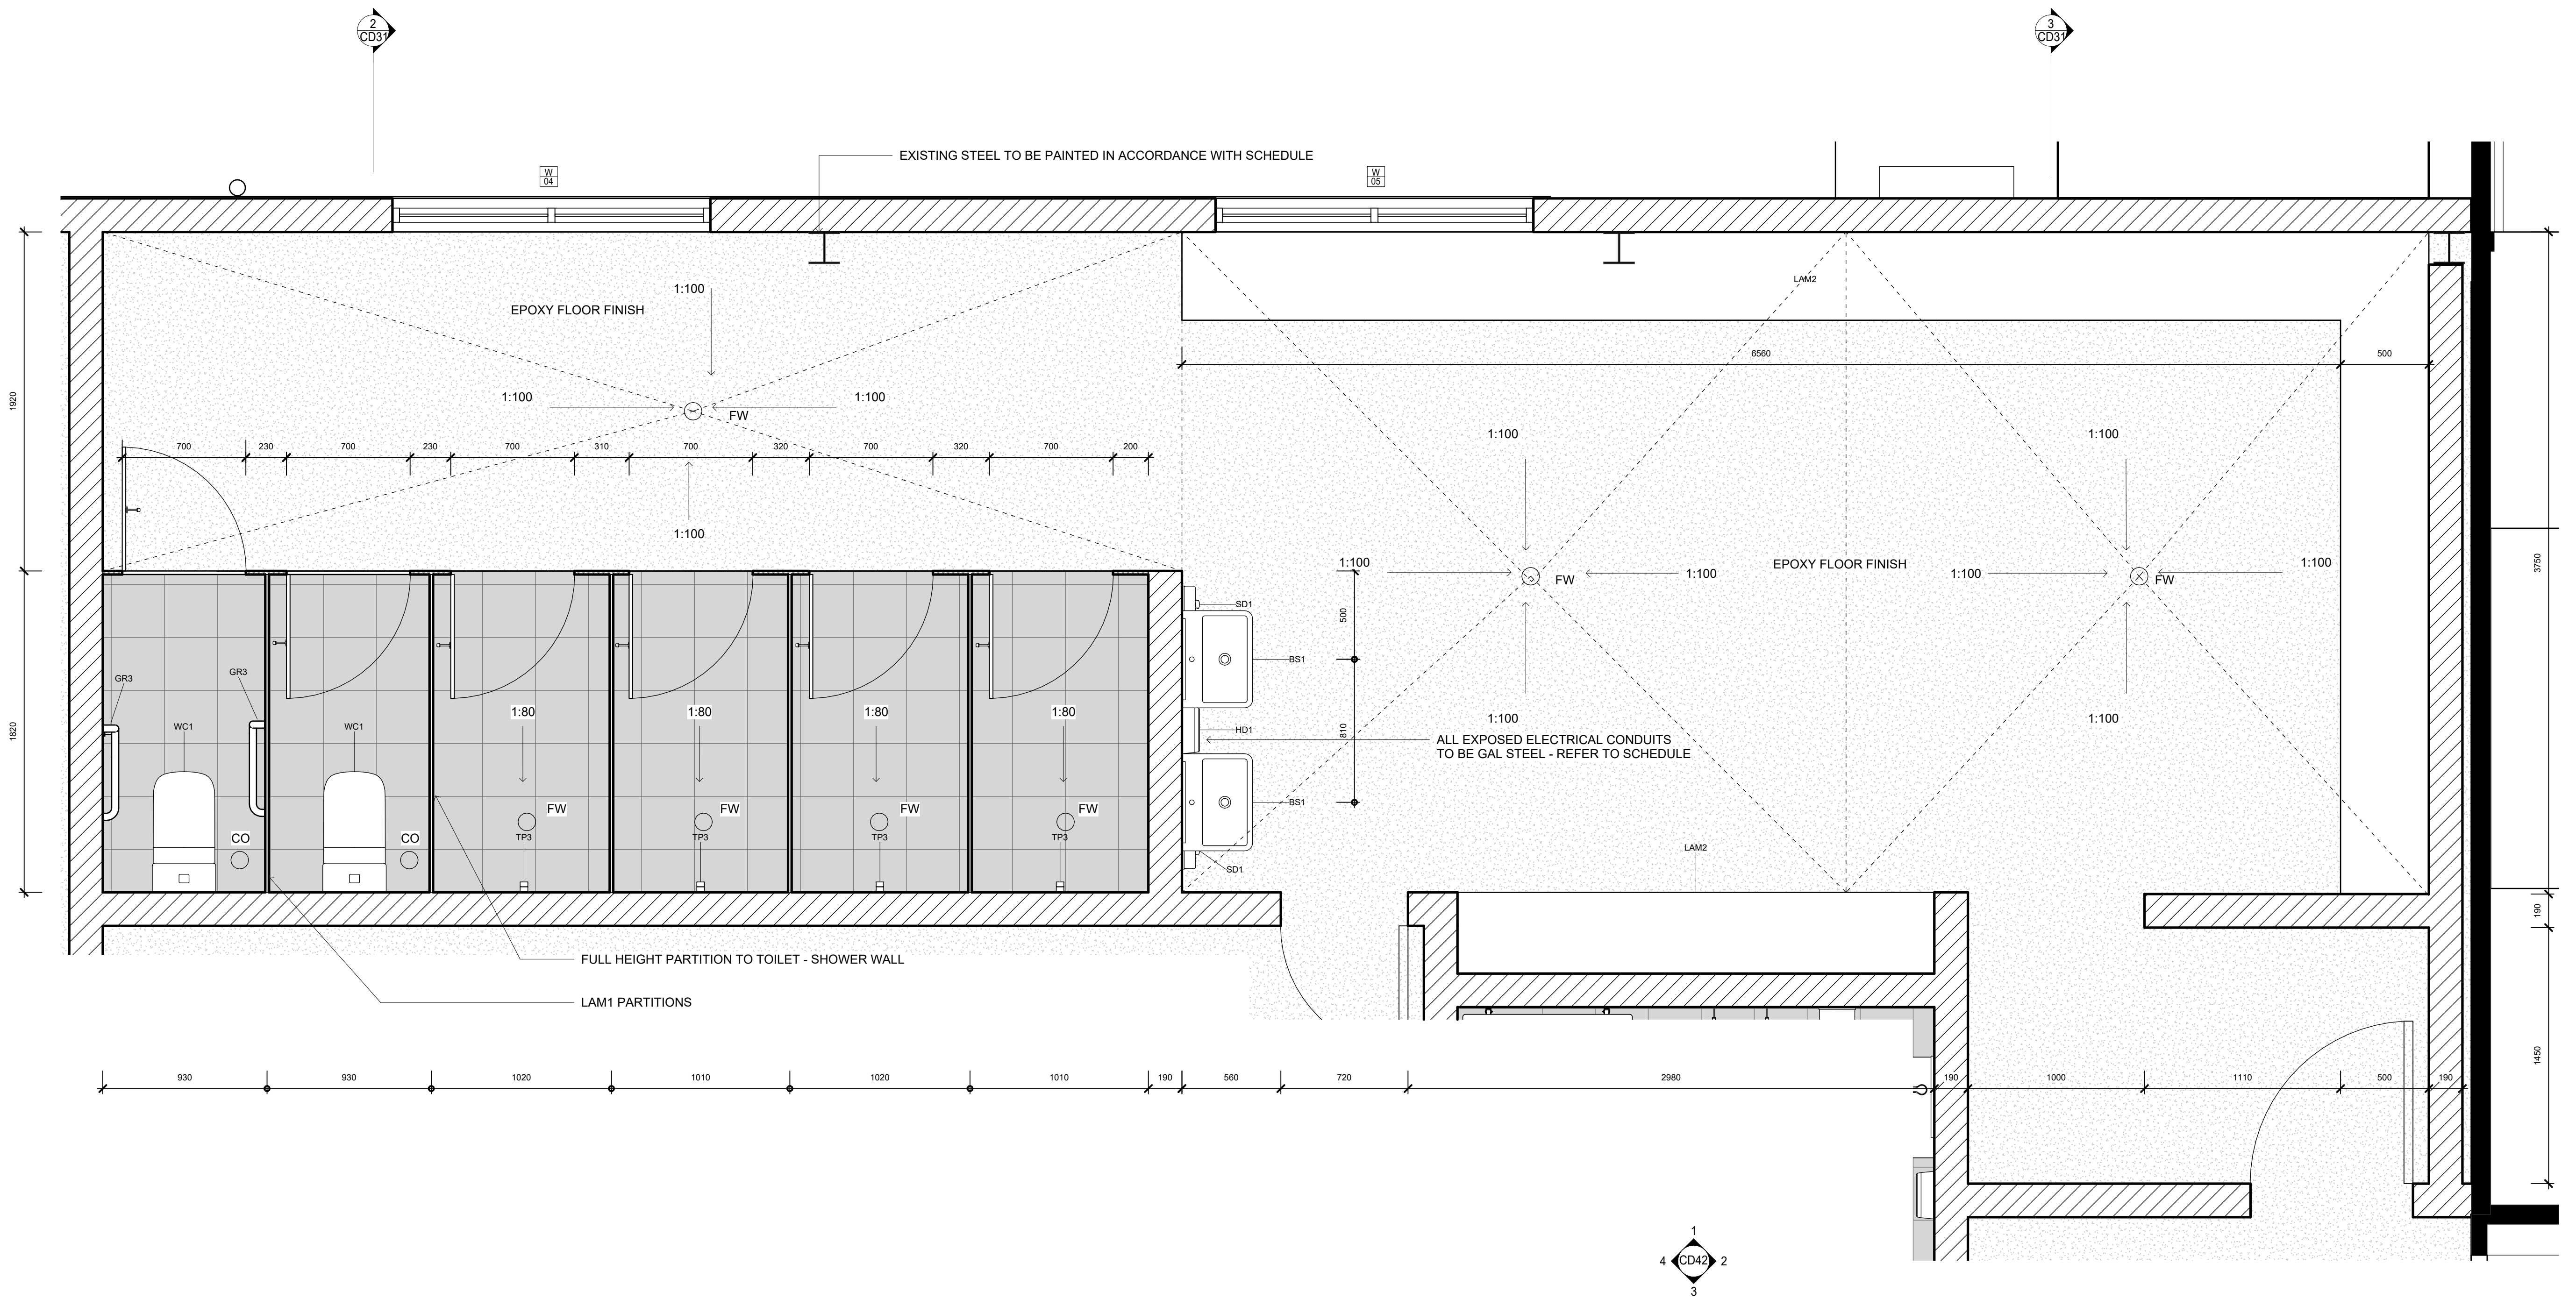 2
CD31
3
CD31
EXISTING STEEL TO BE PAINTED IN ACCORDANCE WITH SCHEDULE
W
04
W
05
LAM2
1:100
EPOXY FLOOR FINISH
6560
500
1920
1:100
1:100
FW
1:100
1:100
700
230
700
230
700
310
700
320
700
320
700
200
1:100
1:100
FW
1:100
EPOXY FLOOR FINISH
1:100
FW
1:100
3750
SD1
500
BS1
GR3
GR3
WC1
WC1
1:80
1:80
1:80
1:80
1:100
1:100
1820
HD1
810
ALL EXPOSED ELECTRICAL CONDUITS
TO BE GAL STEEL - REFER TO SCHEDULE
BS1
FW
FW
FW
FW
CO
CO
TP3
TP3
TP3
TP3
LAM2
SD1
190
FULL HEIGHT PARTITION TO TOILET - SHOWER WALL
LAM1 PARTITIONS
1450
930
930
1020
1010
1020
1010
190
560
720
2980
190
1000
1110
500
190
1
4
CD42
2
3